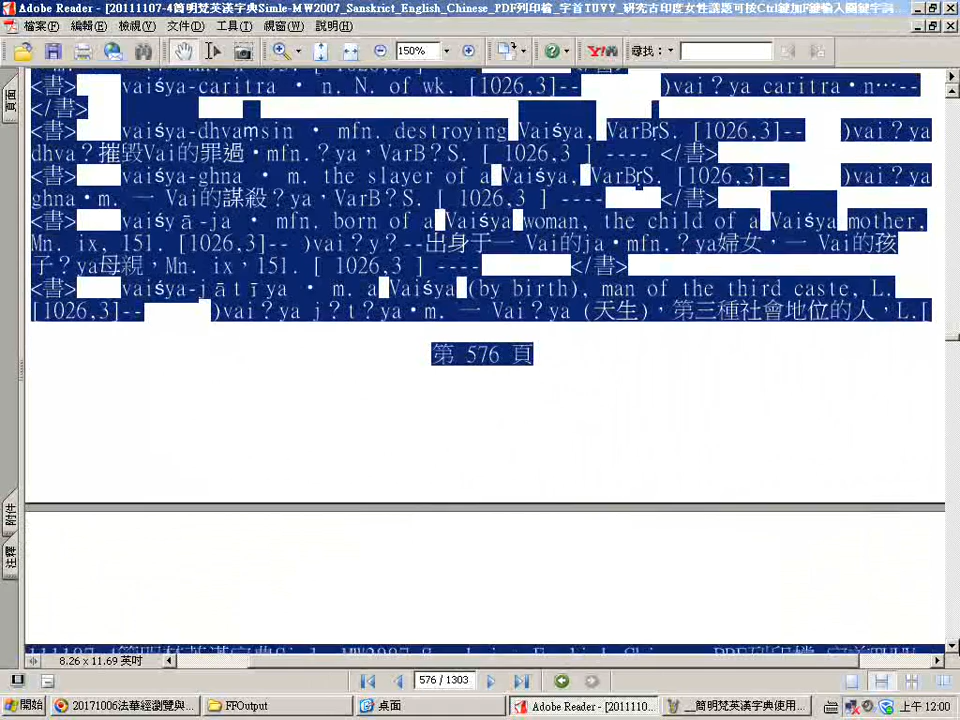 Adobe Reader - [20111107-4簡明梵英漢字典Simle-MW2007_Sanskrict_English_Chinese_PDF列印檔_字首TUVY_研究古印度女性議題可按Ctrl鍵加F鍵輸入關鍵字詞...
檔案(F) 編輯(E) 檢視(V) 文件(D) 工具(T) 視窗(W) 說明(H)
150% 尋找：
頁面
<書> vaiśya-caritra • n. N. of wk. [1026,3]-- )vai？ya caritra•n…--
</書>
<書> vaiśya-dhvaṃsin • mfn. destroying Vaiśya, VarBṛS. [1026,3]-- )vai？ya
dhva？摧毀Vai的罪過•mfn.？ya，VarB？S. [ 1026,3 ] ---- </書>
<書> vaiśya-ghna • m. the slayer of a Vaiśya, VarBṛS. [1026,3]-- )vai？ya
ghna•m. 一 Vai的謀殺？ya，VarB？S. [ 1026,3 ] ---- </書>
<書> vaiśyā-ja • mfn. born of a Vaiśya woman, the child of a Vaiśya mother,
Mn. ix, 151. [1026,3]-- )vai？y？--出身于一 Vai的ja•mfn.？ya婦女，一 Vai的孩
子？ya母親，Mn. ix，151. [ 1026,3 ] ---- </書>
<書> vaiśya-jātīya • m. a Vaiśya (by birth), man of the third caste, L.
[1026,3]-- )vai？ya j？t？ya•m. 一 Vai？ya (天生)，第三種社會地位的人，L.[
第 576 頁
附件
注釋
8.26 x 11.69 英吋
576 / 1303
開始 20171006法華經瀏覽與... FFOutput 桌面 Adobe Reader - [2011110... __簡明梵英字典使用... 上午 12:00